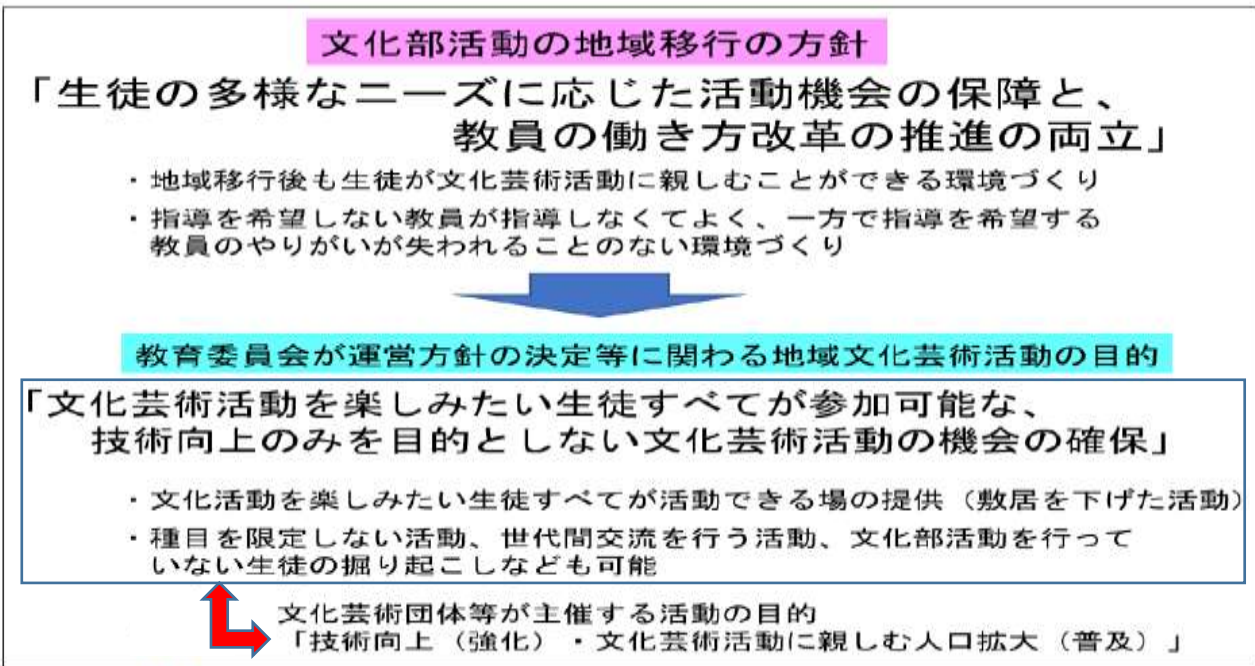 文化部活動の地域移行の方針
「生徒の多様なニーズに応じた活動機会の保障と、
教員の働き方改革の推進の両立」
・地域移行後も生徒が文化芸術活動に親しむことができる環境づくり
・指導を希望しない教員が指導しなくてよく、一方で指導を希望する
教員のやりがいが失われることのない環境づくり
教育委員会が運営方針の決定等に関わる地域文化芸術活動の目的
「文化芸術活動を楽しみたい生徒すべてが参加可能な、
技術向上のみを目的としない文化芸術活動の機会の確保」
・文化活動を楽しみたい生徒すべてが活動できる場の提供（敷居を下げた活動）
・種目を限定しない活動、世代間交流を行う活動、文化部活動を行って
いない生徒の掘り起こしなども可能
文化芸術団体等が主催する活動の目的
「技術向上（強化）・文化芸術活動に親しむ人口拡大（普及）」